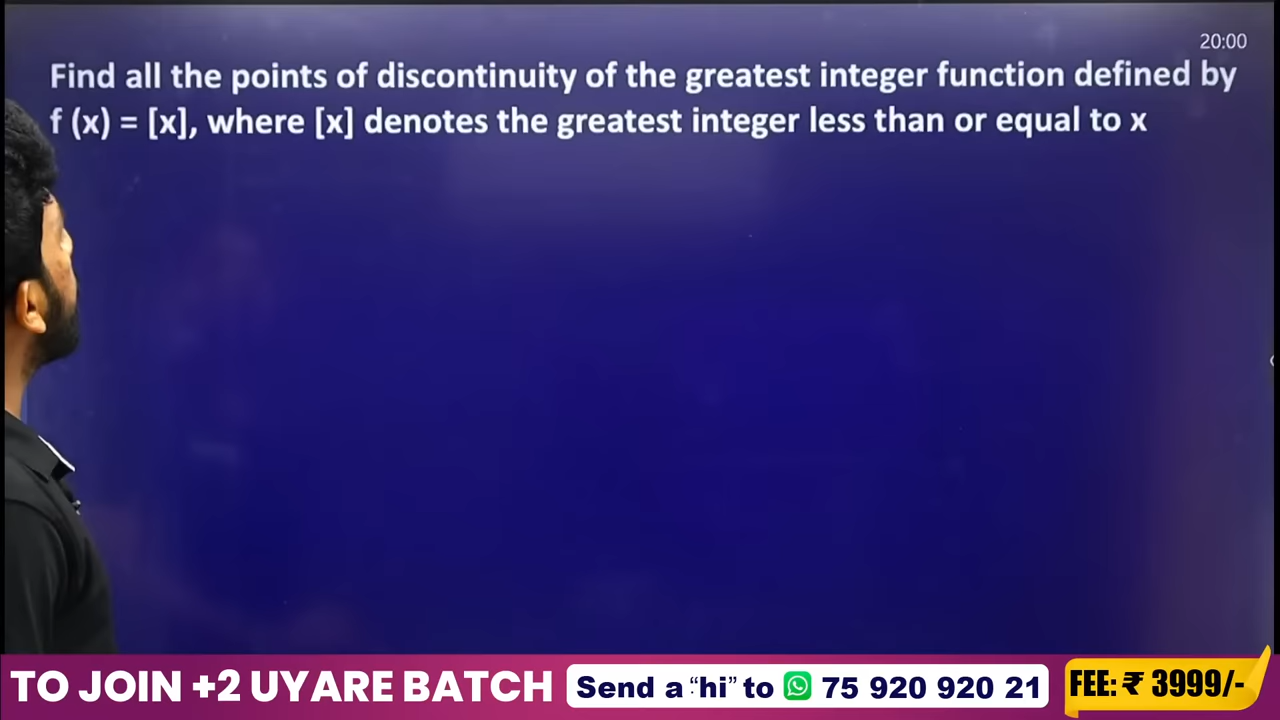 20:00
Find all the points of discontinuity of the greatest integer function defined by
f (x) = [x], where [x] denotes the greatest integer less than or equal to x
TO JOIN +2 UYARE BATCH
Send a “hi” to 75 920 920 21
FEE: ₹ 3999/-